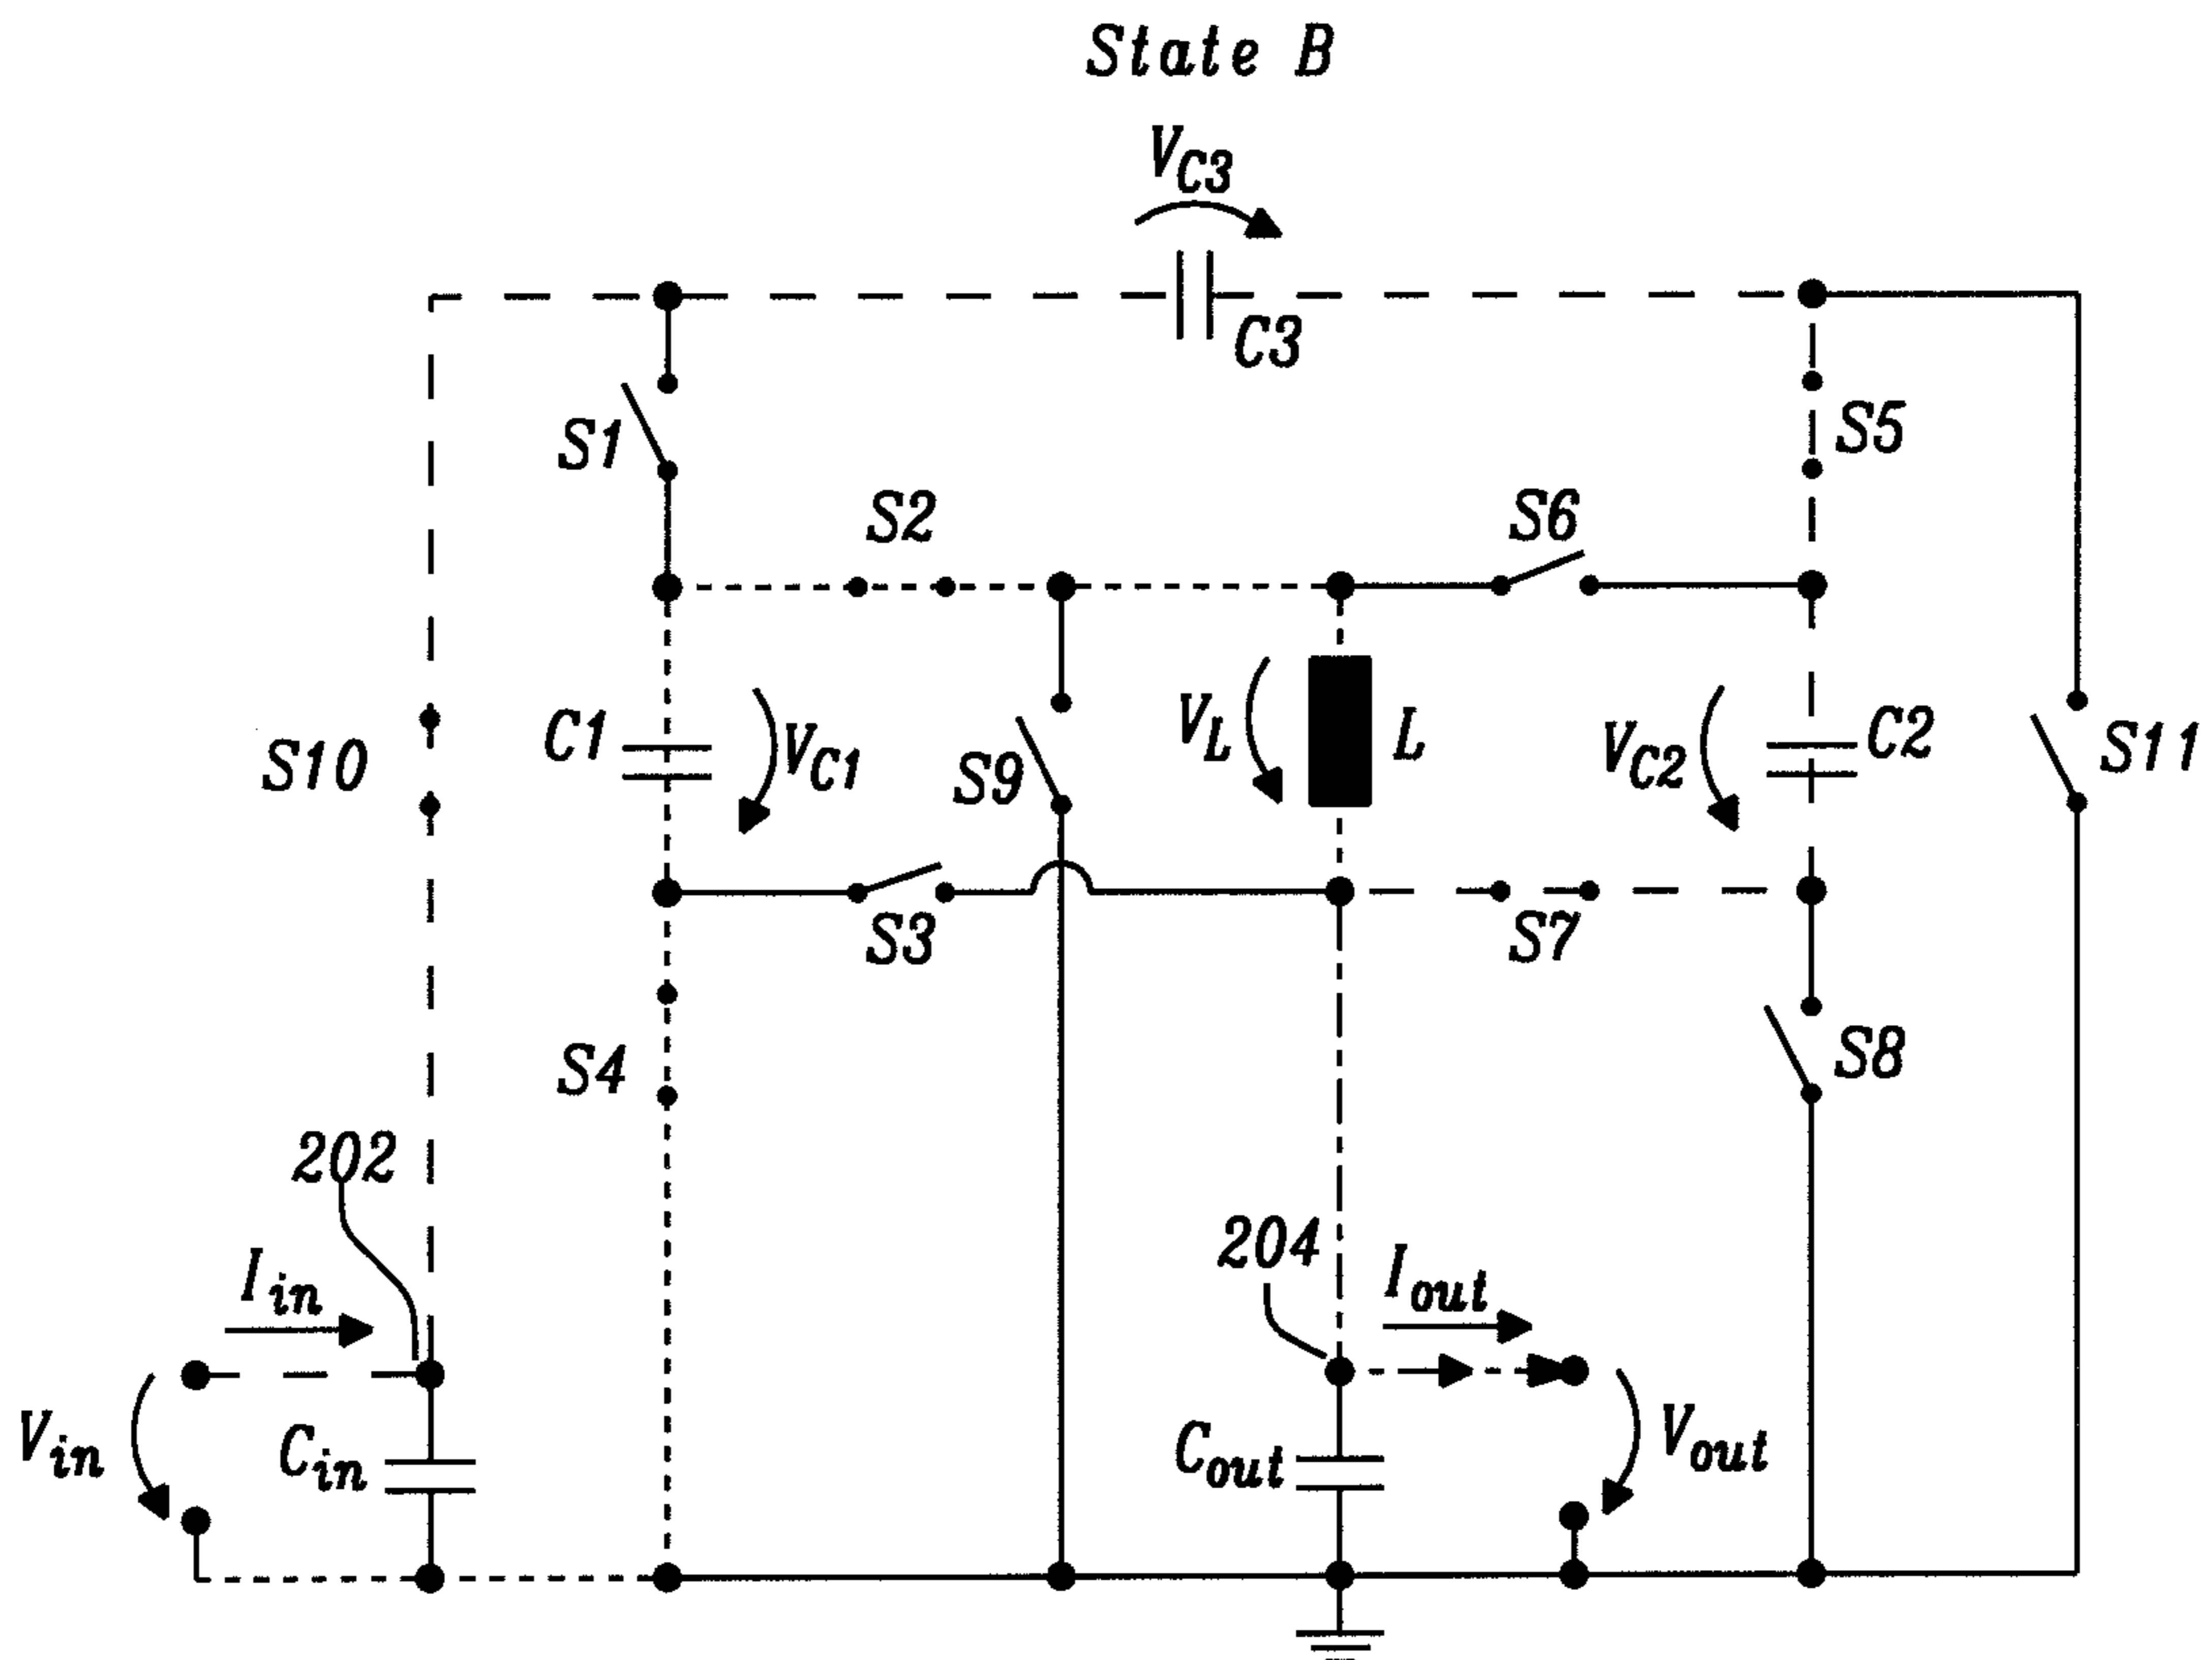 State B
VC3
C3
S1
S5
S2
S6
S10
C1
VC1
S9
VL
L
VC2
C2
S11
S3
S7
S4
S8
202
204
Iin
Iout
Vin
Cin
Cout
Vout